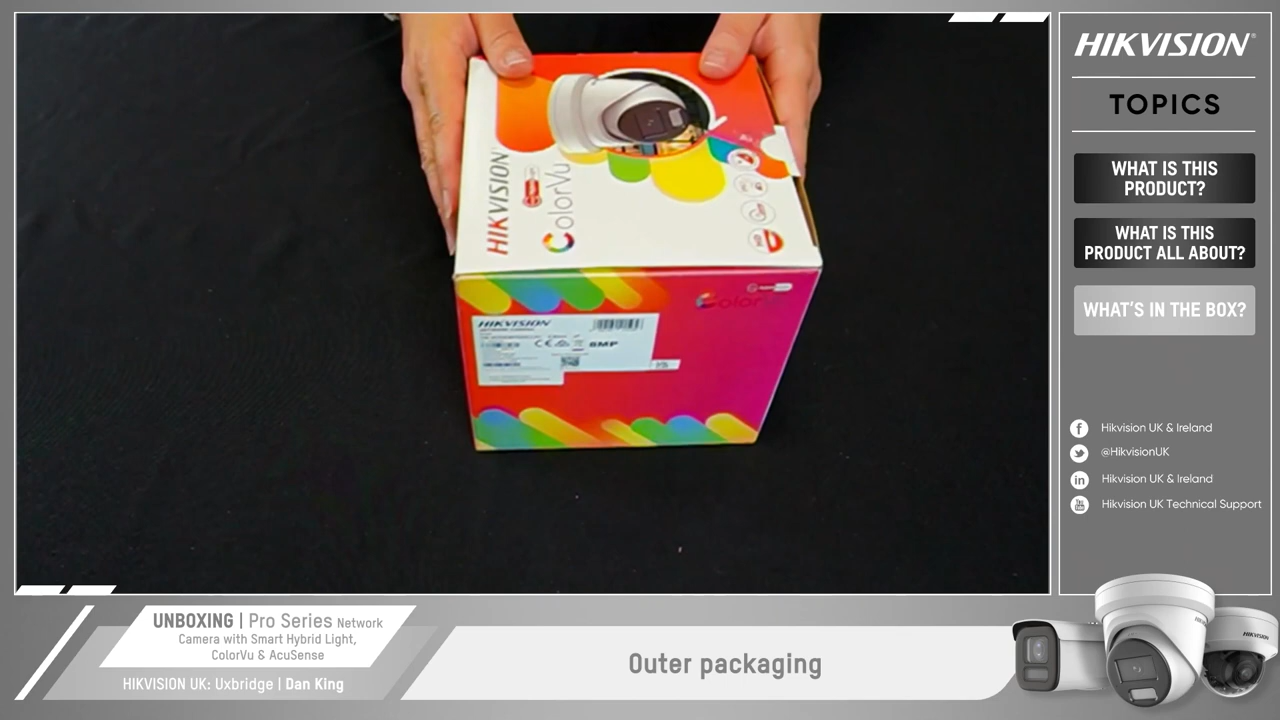 HIKVISION
ColorVu
ColorVu
HIKVISION
8MP
HIKVISION®
TOPICS
WHAT IS THIS
PRODUCT?
WHAT IS THIS
PRODUCT ALL ABOUT?
WHAT'S IN THE BOX?
Hikvision UK & Ireland
@HikvisionUK
Hikvision UK & Ireland
Hikvision UK Technical Support
UNBOXING | Pro Series Network
Camera with Smart Hybrid Light,
ColorVu & AcuSense
HIKVISION UK: Uxbridge | Dan King
Outer packaging
HIKVISION